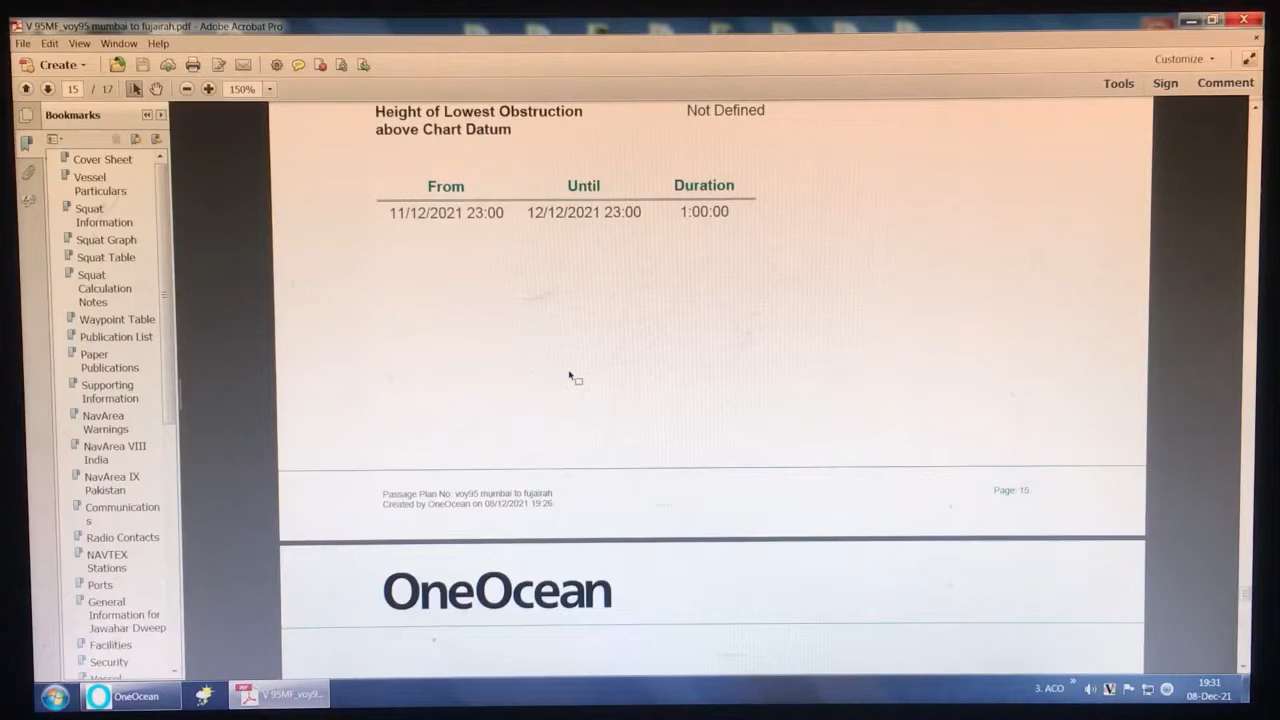 V 95MF_voy95 mumbai to fujairah.pdf - Adobe Acrobat Pro
File Edit View Window Help
Create
Customize
15 / 17 150%
Tools Sign Comment
Bookmarks
Cover Sheet
Vessel
Particulars
Squat
Information
Squat Graph
Squat Table
Squat
Calculation
Notes
Waypoint Table
Publication List
Paper
Publications
Supporting
Information
NavArea
Warnings
NavArea VIII
India
NavArea IX
Pakistan
Communication
s
Radio Contacts
NAVTEX
Stations
Ports
General
Information for
Jawahar Dweep
Facilities
Security
Vessel
Height of Lowest Obstruction Not Defined
above Chart Datum
From Until Duration
11/12/2021 23:00 12/12/2021 23:00 1:00:00
Passage Plan No: voy95 mumbai to fujairah
Created by OneOcean on 08/12/2021 19:26
Page: 15
OneOcean
OneOcean
V 95MF_voy9...
3. ACO
19:31
08-Dec-21